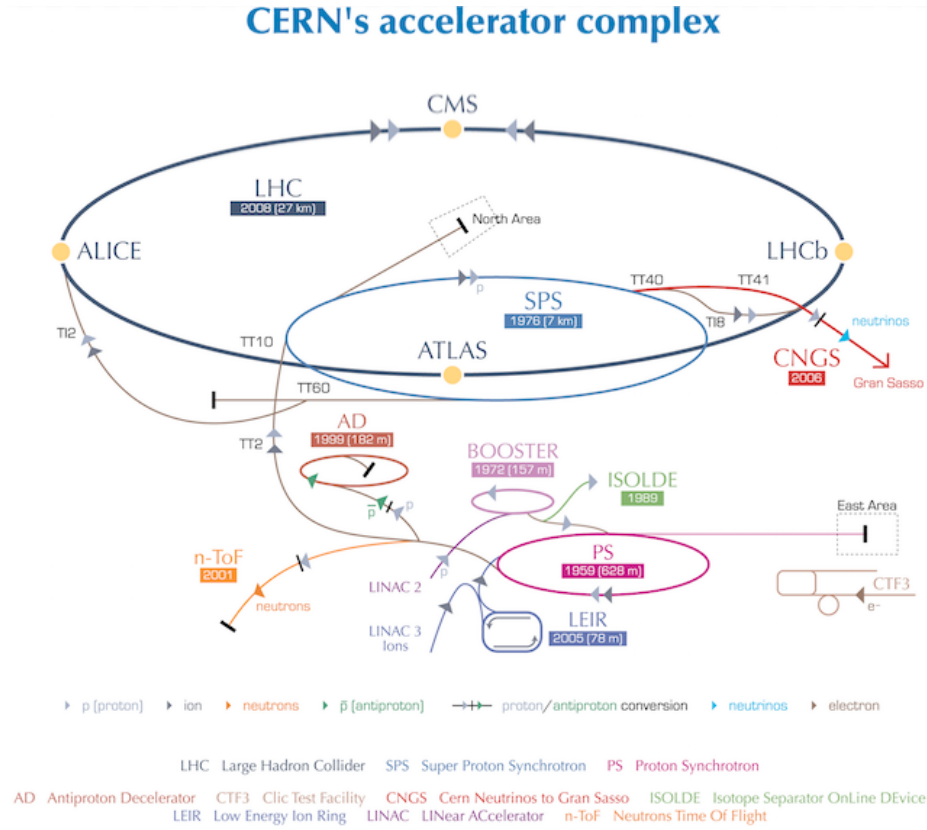 CERN's accelerator complex
CMS
LHC
2008 (27 km)
North Area
ALICE
LHCb
TT40
TT41
p
SPS
1976 (7 km)
TI8
neutrinos
TI2
TT10
ATLAS
CNGS
2006
Gran Sasso
TT60
AD
1999 (182 m)
TT2
BOOSTER
1972 (157 m)
ISOLDE
1989
East Area
p̄
p
n-ToF
2001
PS
1959 (628 m)
p
LINAC 2
neutrons
CTF3
e-
LINAC 3
Ions
LEIR
2005 (78 m)
p (proton) ion neutrons p̄ (antiproton) proton/antiproton conversion neutrinos electron
LHC Large Hadron Collider SPS Super Proton Synchrotron PS Proton Synchrotron
AD Antiproton Decelerator CTF3 Clic Test Facility CNGS Cern Neutrinos to Gran Sasso ISOLDE Isotope Separator OnLine DEvice
LEIR Low Energy Ion Ring LINAC LINear ACcelerator n-ToF Neutrons Time Of Flight